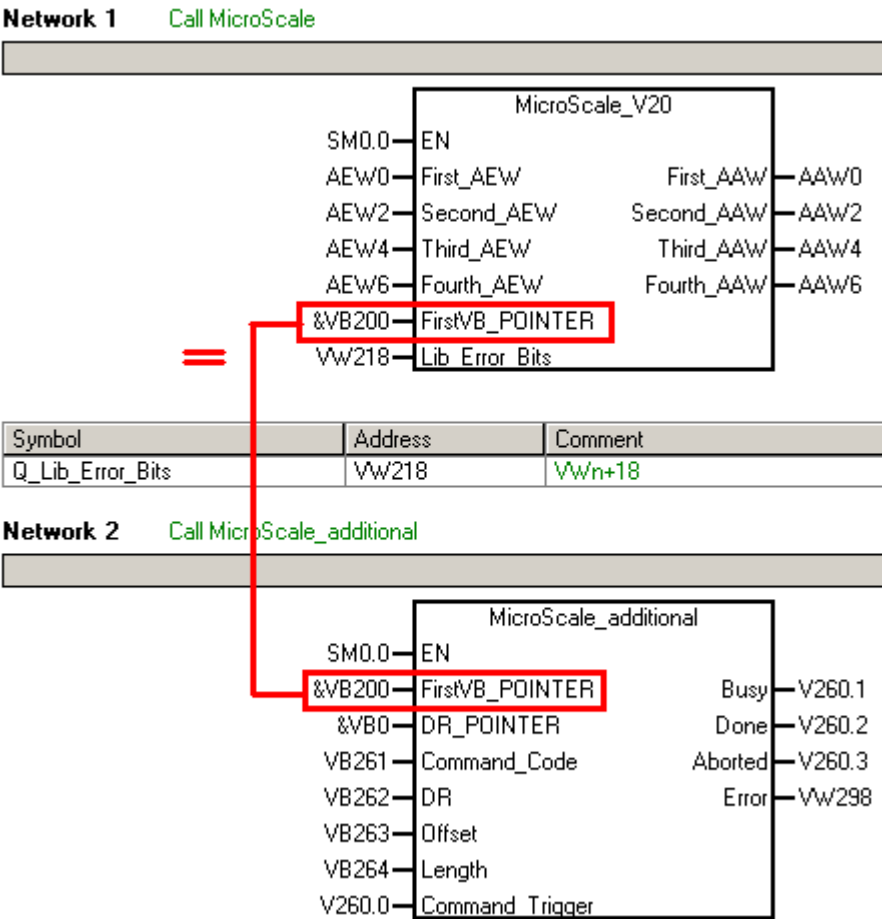 Network 1 Call MicroScale
MicroScale_V20
SM0.0 EN
AEW0 First_AEW First_AAW AAW0
AEW2 Second_AEW Second_AAW AAW2
AEW4 Third_AEW Third_AAW AAW4
AEW6 Fourth_AEW Fourth_AAW AAW6
&VB200 FirstVB_POINTER
VW218 Lib_Error_Bits
Symbol Address Comment
Q_Lib_Error_Bits VW218 VWn+18
Network 2 Call MicroScale_additional
MicroScale_additional
SM0.0 EN
&VB200 FirstVB_POINTER Busy V260.1
&VB0 DR_POINTER Done V260.2
VB261 Command_Code Aborted V260.3
VB262 DR Error VW298
VB263 Offset
VB264 Length
V260.0 Command_Trigger